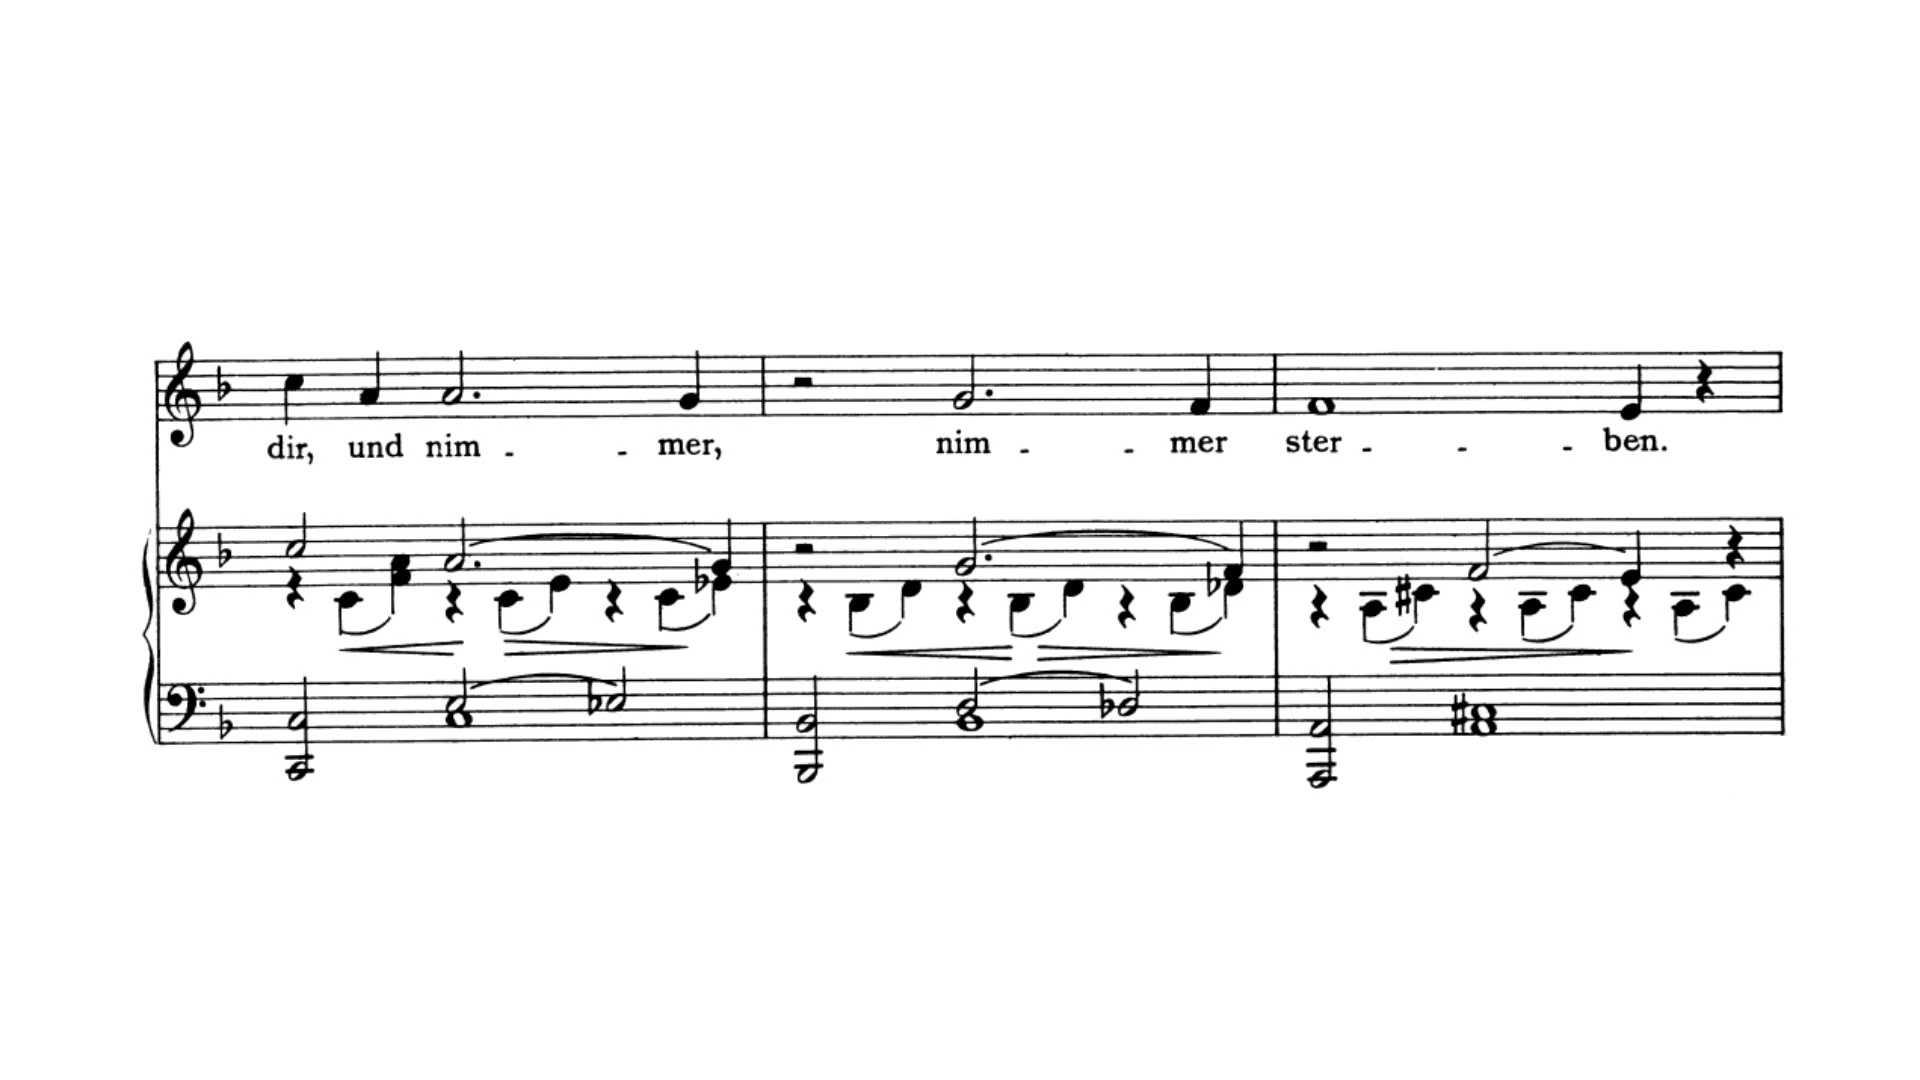 dir, und nim - - mer, nim - - mer ster - - - ben.